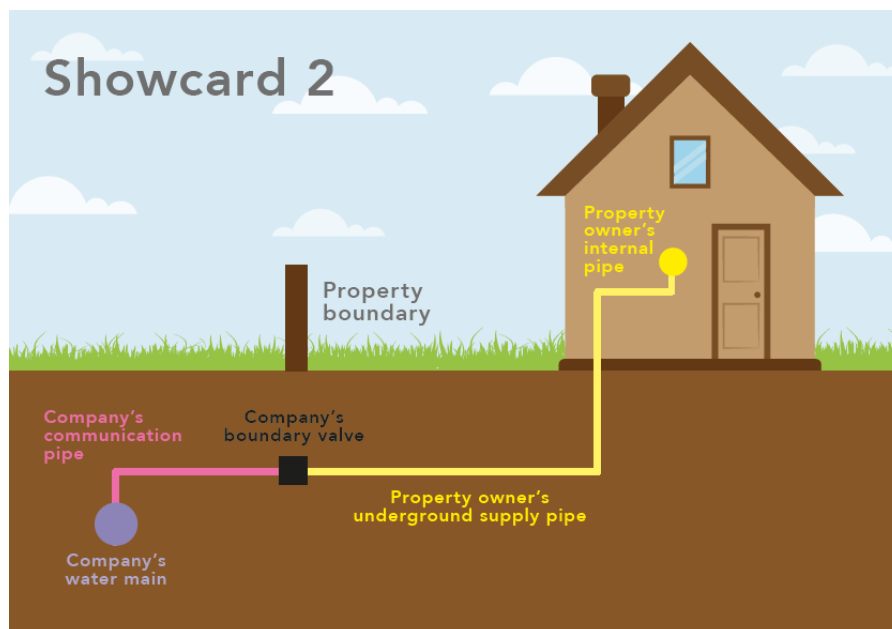 Showcard 2
Property
owner's
internal
pipe
Property
boundary
Company's
communication
pipe
Company's
boundary valve
Property owner's
underground supply pipe
Company's
water main